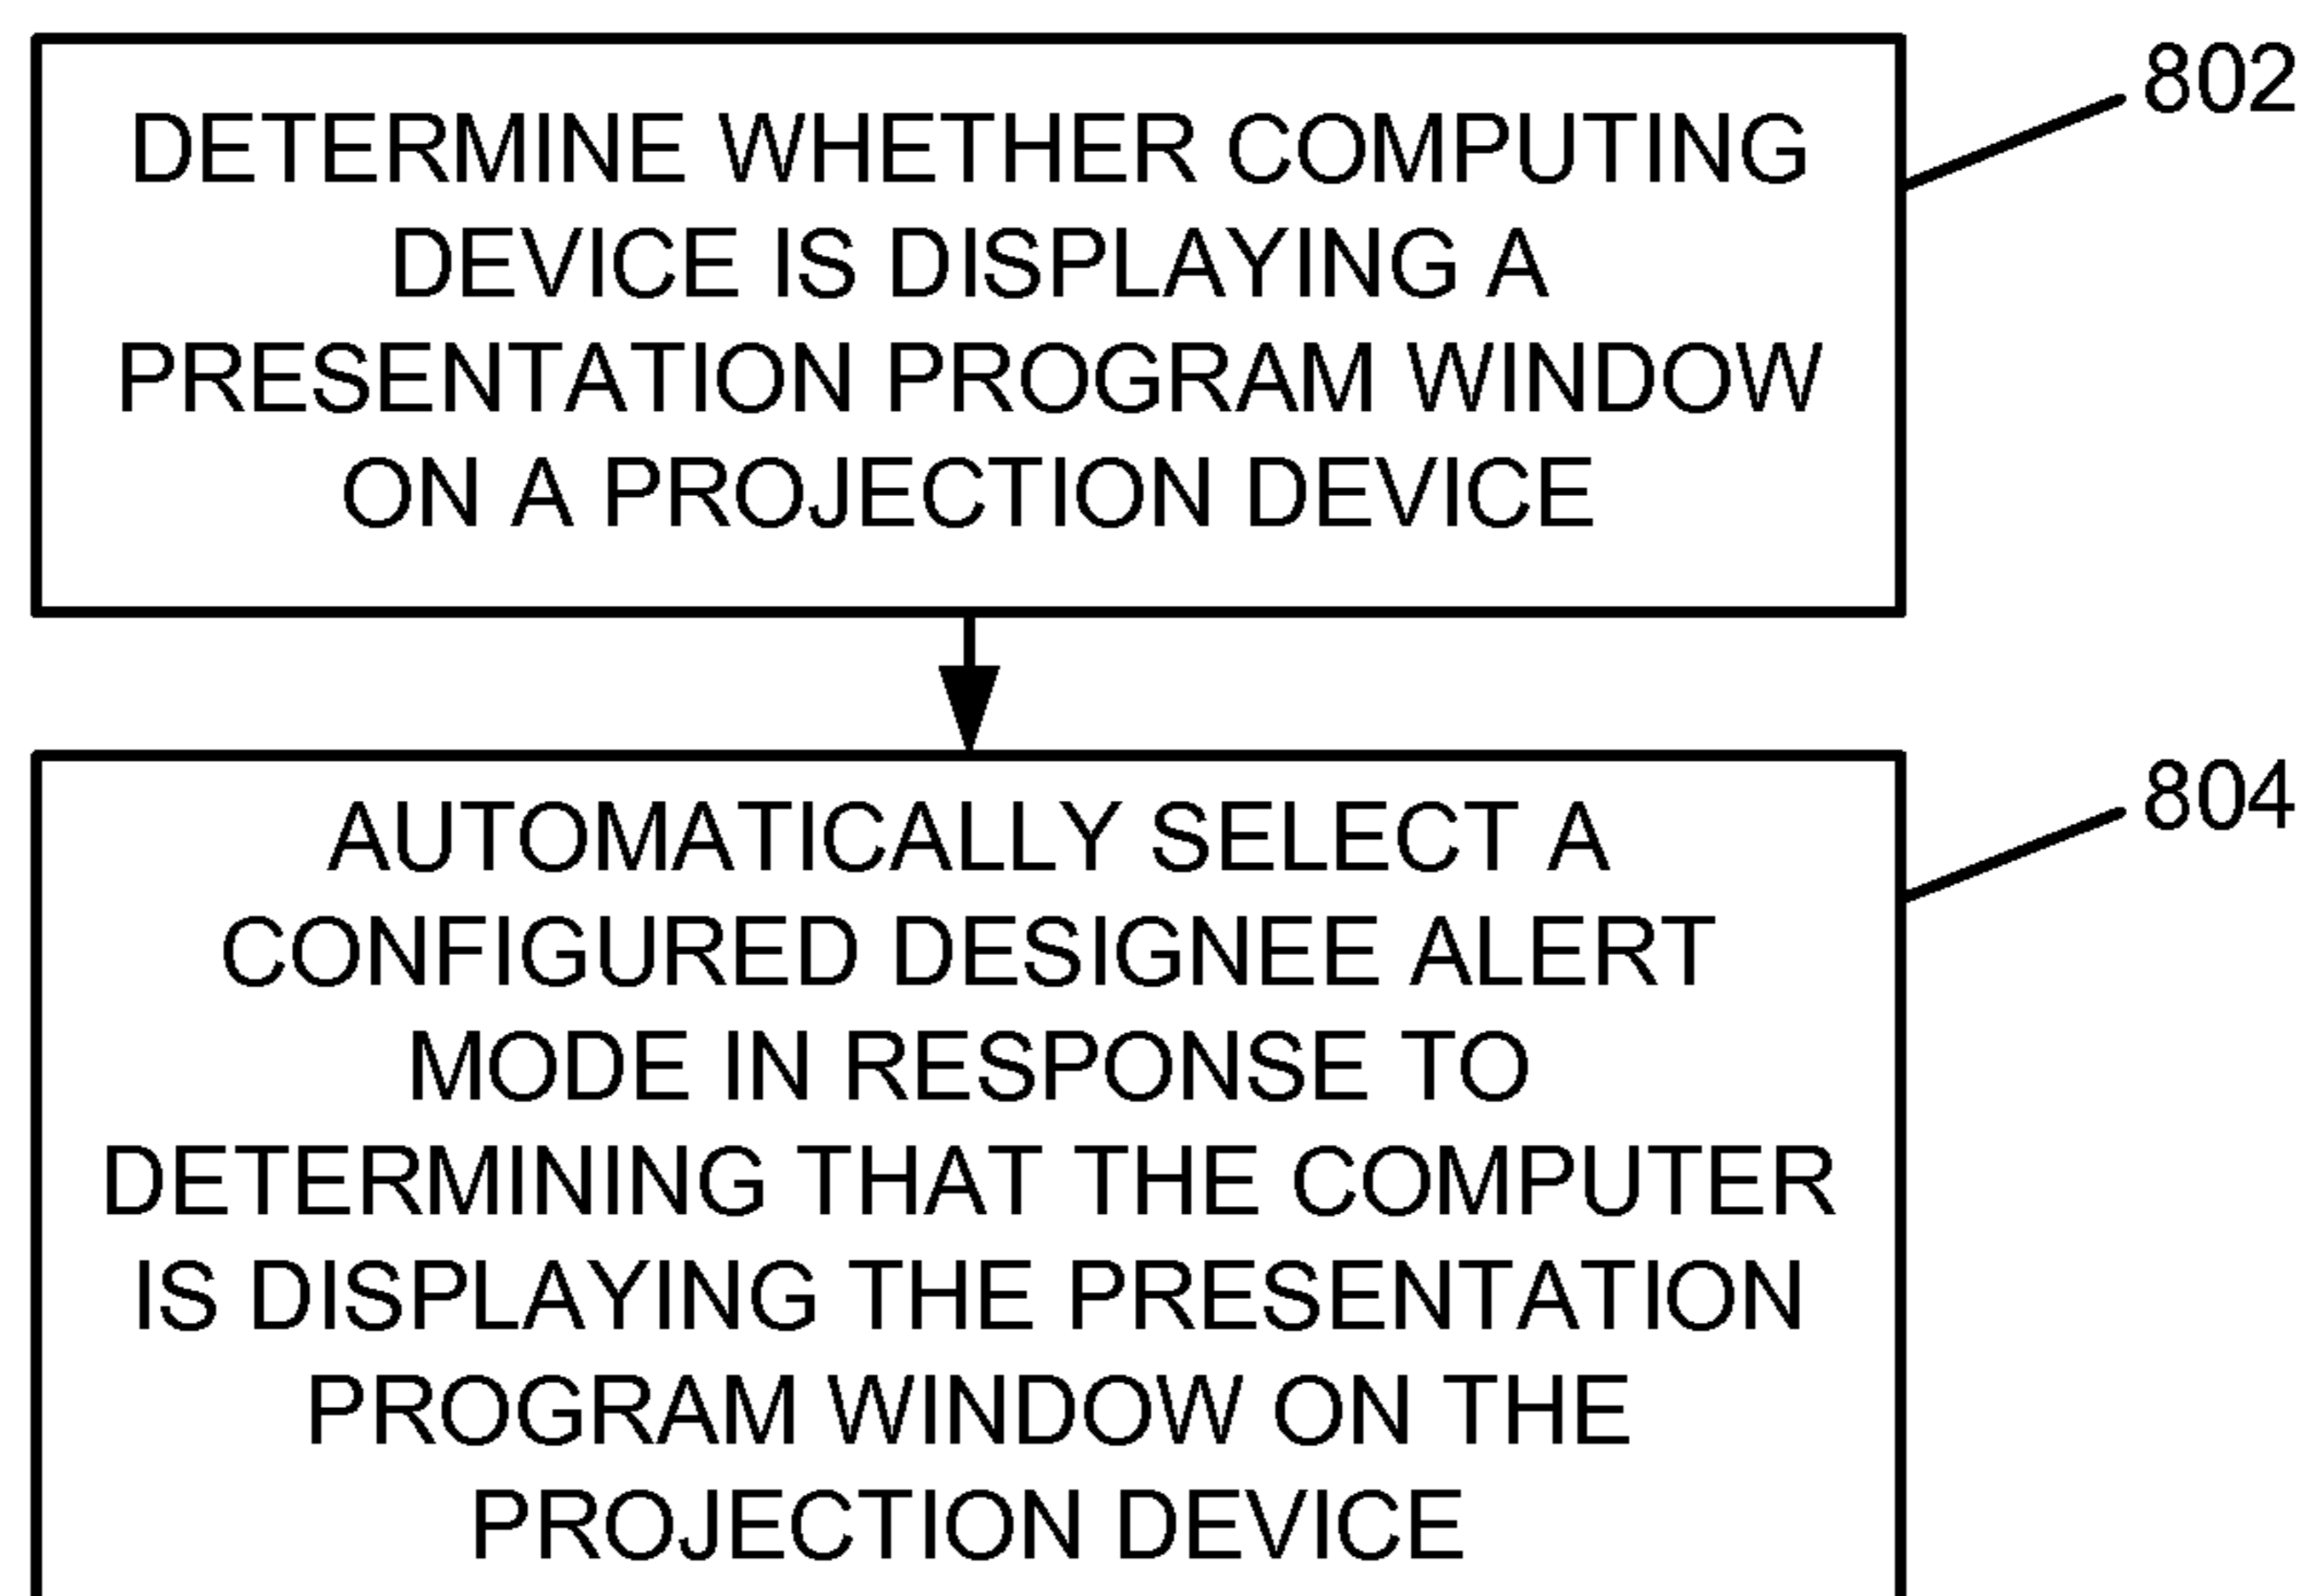 DETERMINE WHETHER COMPUTING
DEVICE IS DISPLAYING A
PRESENTATION PROGRAM WINDOW
ON A PROJECTION DEVICE
802
AUTOMATICALLY SELECT A
CONFIGURED DESIGNEE ALERT
MODE IN RESPONSE TO
DETERMINING THAT THE COMPUTER
IS DISPLAYING THE PRESENTATION
PROGRAM WINDOW ON THE
PROJECTION DEVICE
804